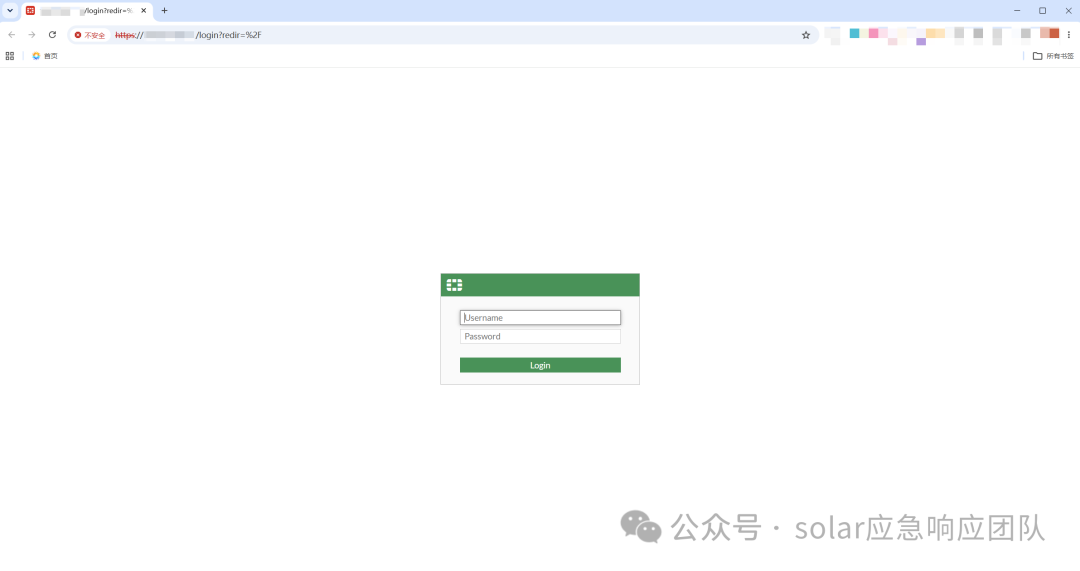 /login?redir=%
不安全
https://
/login?redir=%2F
首页
所有书签
Username
Password
Login
公众号 · solar应急响应团队